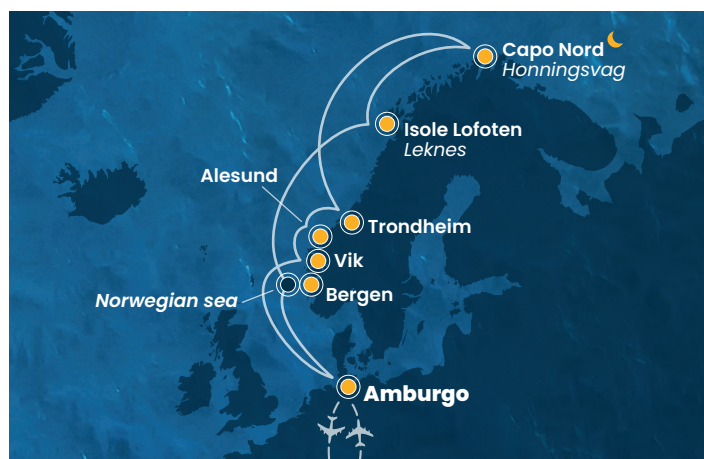 Capo Nord
Honningsvag
Isole Lofoten
Leknes
Alesund
Trondheim
Vik
Norwegian sea
Bergen
Amburgo